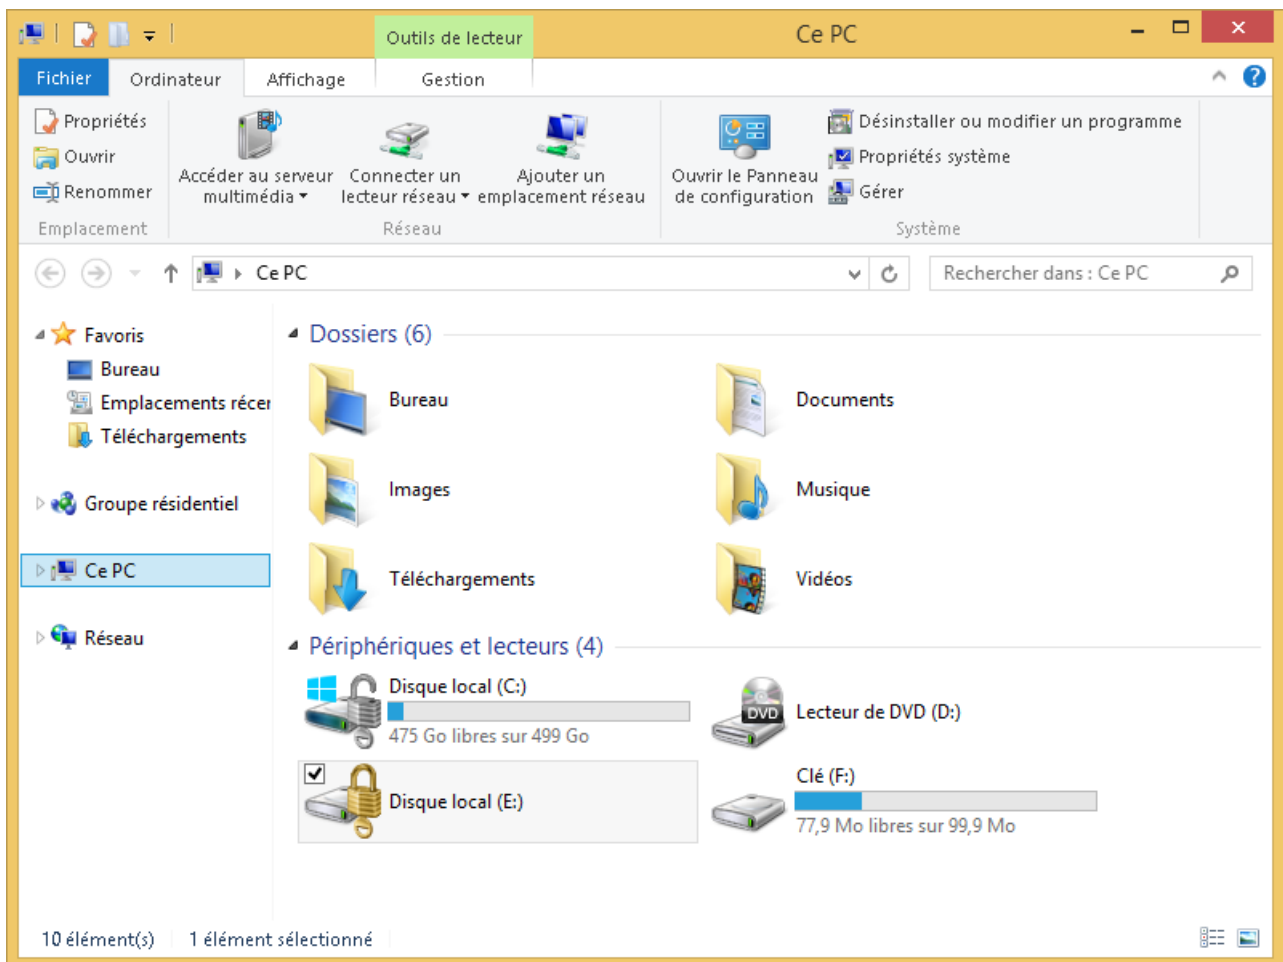 Outils de lecteur
Ce PC
Fichier
Ordinateur
Affichage
Gestion
Propriétés
Ouvrir
Renommer
Emplacement
Accéder au serveur
multimédia
Connecter un
lecteur réseau
Ajouter un
emplacement réseau
Réseau
Ouvrir le Panneau
de configuration
Désinstaller ou modifier un programme
Propriétés système
Gérer
Système
Ce PC
Rechercher dans : Ce PC
Favoris
Bureau
Emplacements récer
Téléchargements
Groupe résidentiel
Ce PC
Réseau
Dossiers (6)
Bureau
Documents
Images
Musique
Téléchargements
Vidéos
Périphériques et lecteurs (4)
Disque local (C:)
475 Go libres sur 499 Go
DVD
Lecteur de DVD (D:)
Disque local (E:)
Clé (F:)
77,9 Mo libres sur 99,9 Mo
10 élément(s)
1 élément sélectionné